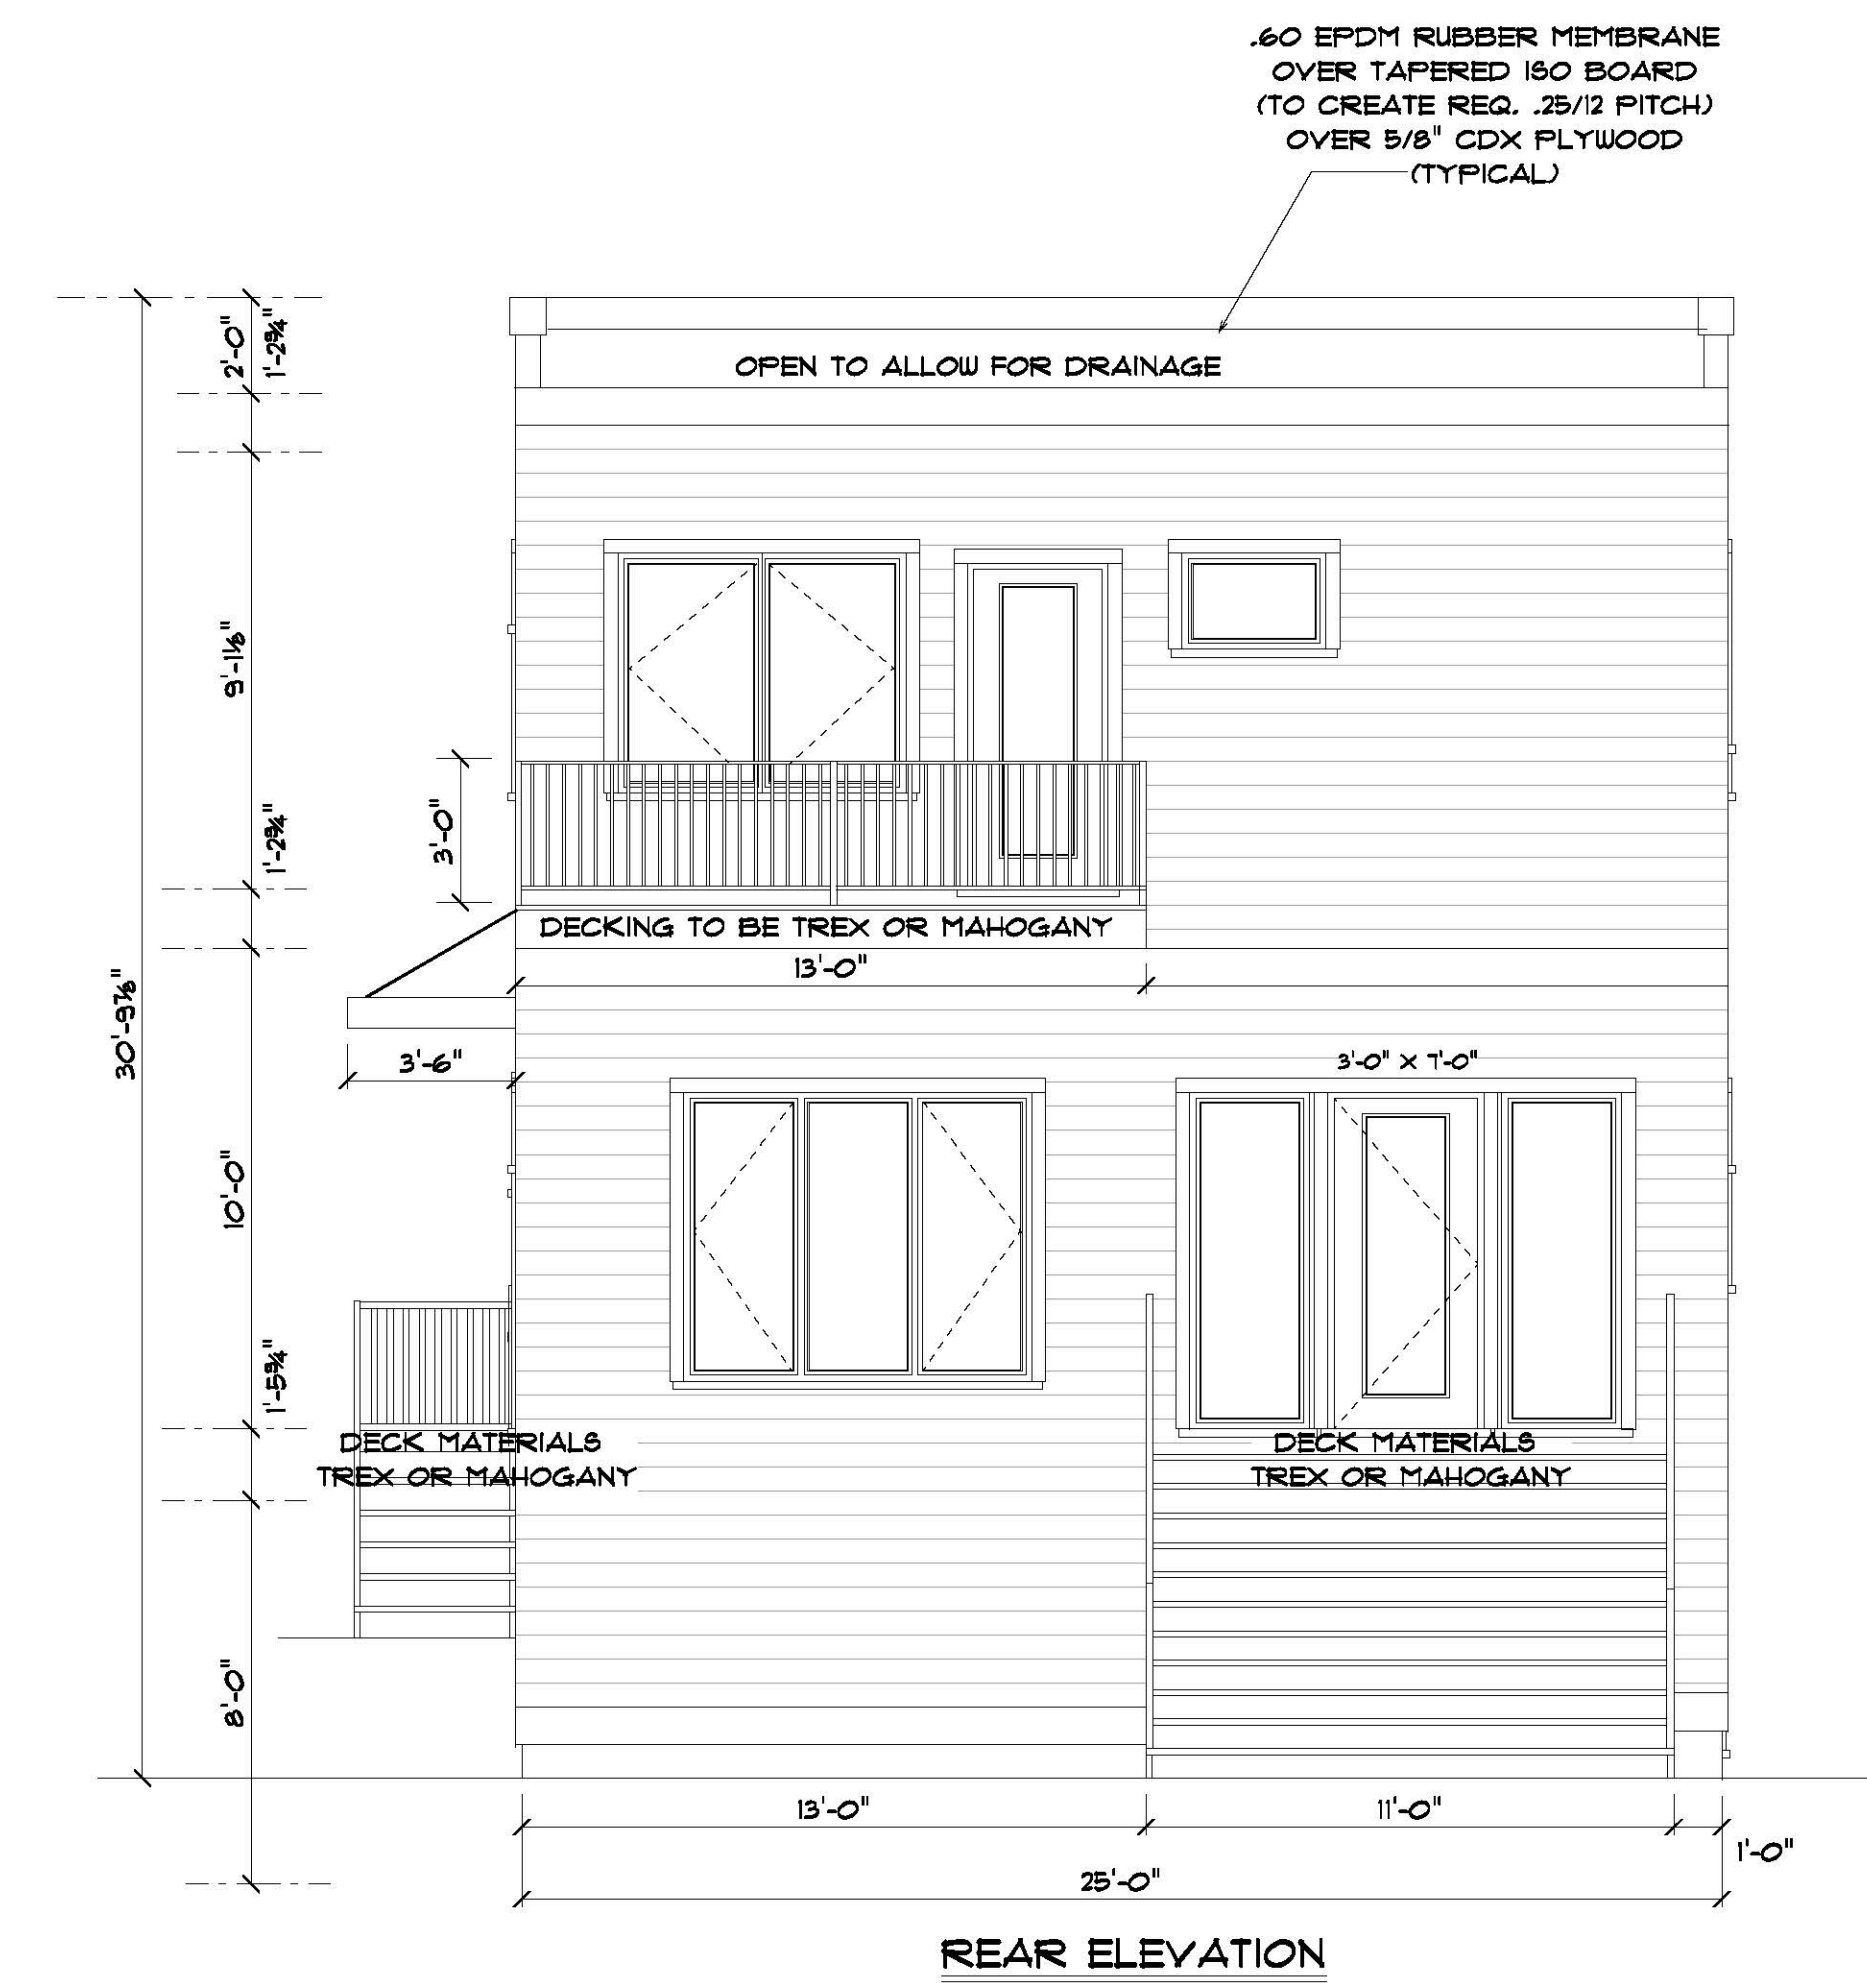 .60 EPDM RUBBER MEMBRANE
OVER TAPERED ISO BOARD
(TO CREATE REQ. .25/12 PITCH)
OVER 5/8" CDX PLYWOOD
(TYPICAL)
2'-0"
1'-2¾"
OPEN TO ALLOW FOR DRAINAGE
9'-1⅛"
1'-2¾"
3'-0"
DECKING TO BE TREX OR MAHOGANY
13'-0"
30'-9⅞"
3'-6"
3'-0" X 7'-0"
10'-0"
1'-5¾"
DECK MATERIALS
TREX OR MAHOGANY
DECK MATERIALS
TREX OR MAHOGANY
8'-0"
13'-0"
11'-0"
1'-0"
25'-0"
REAR ELEVATION